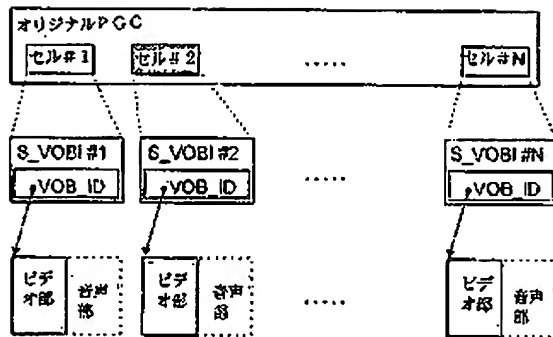 オリジナルPGC
セル#1
セル#2
.....
セル#N
S_VOBI#1
S_VOBI#2
.....
S_VOBI#N
VOB_ID
VOB_ID
VOB_ID
ビデ
オ部
音声
部
ビデ
オ部
音声
部
.....
ビデ
オ部
音声
部